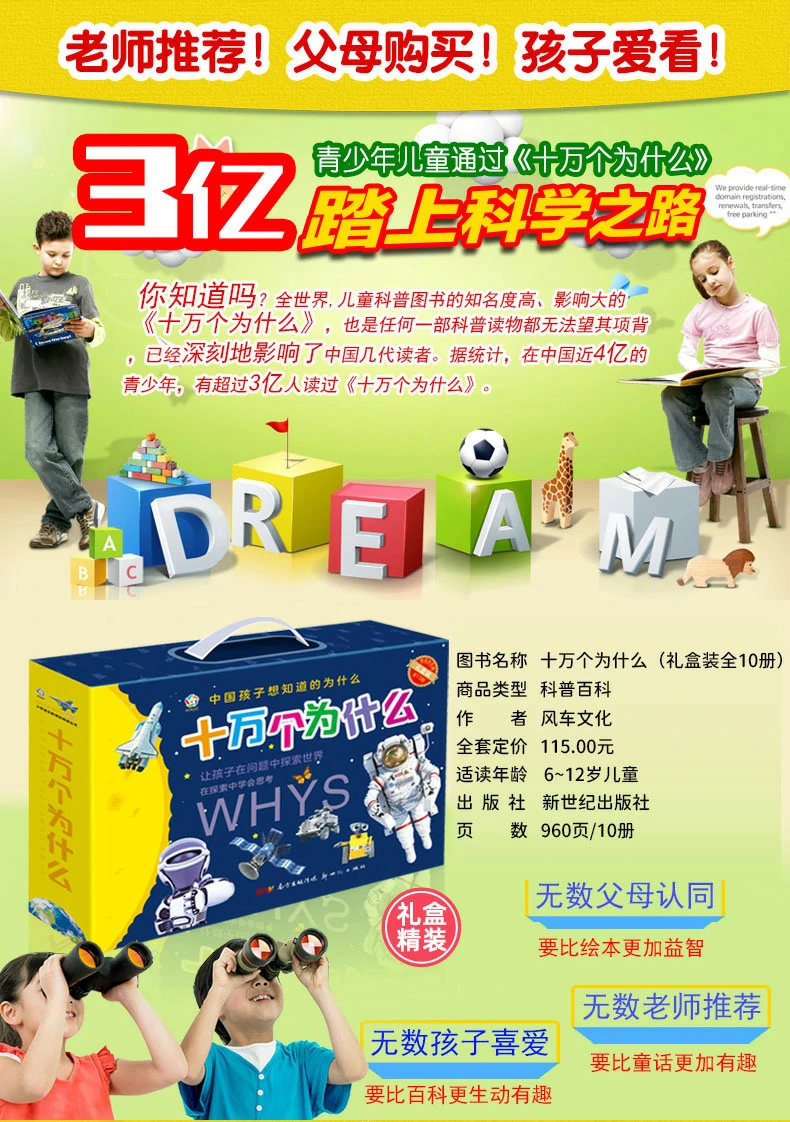 老师推荐！父母购买！孩子爱看！
3亿
青少年儿童通过《十万个为什么》
踏上科学之路
We provide real-time
domain registrations,
renewals, transfers,
free parking ^^
你知道吗？全世界,儿童科普图书的知名度高、影响大的
《十万个为什么》，也是任何一部科普读物都无法望其项背
，已经深刻地影响了中国几代读者。据统计，在中国近4亿的
青少年，有超过3亿人读过《十万个为什么》。
DREAM
A
B C
中国孩子想知道的为什么
十万个为什么
让孩子在问题中探索世界
在探索中学会思考
WHYS
十万个为什么
图书名称 十万个为什么（礼盒装全10册）
商品类型 科普百科
作 者 风车文化
全套定价 115.00元
适读年龄 6~12岁儿童
出 版 社 新世纪出版社
页 数 960页/10册
礼盒
精装
无数父母认同
要比绘本更加益智
无数老师推荐
要比童话更加有趣
无数孩子喜爱
要比百科更生动有趣